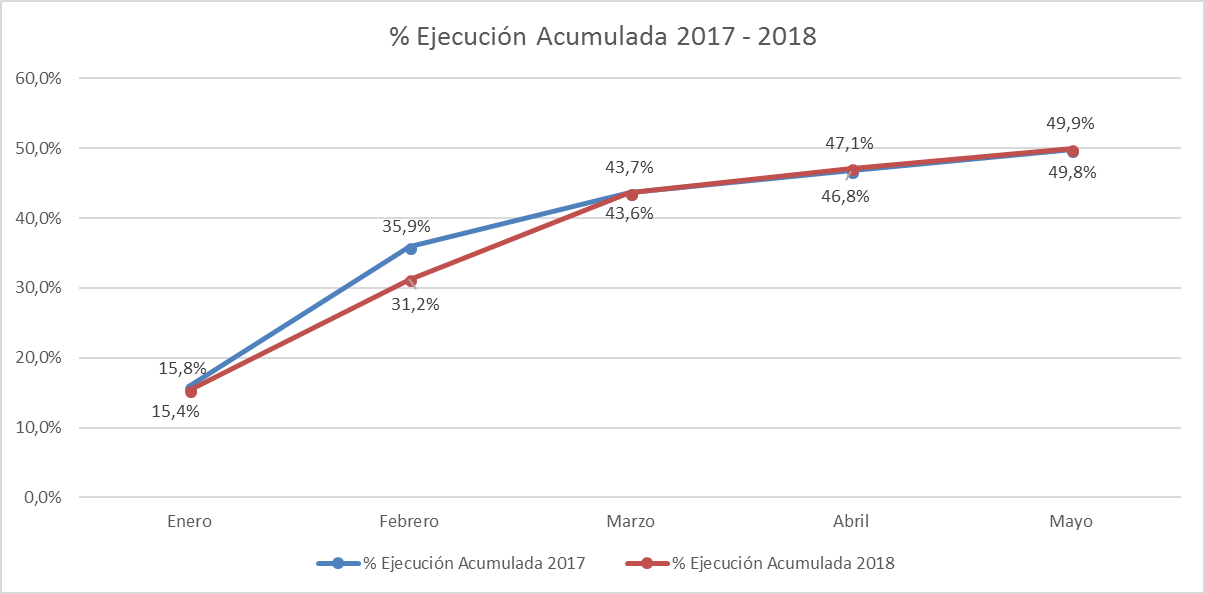 % Ejecución Acumulada 2017 - 2018
60,0%
50,0%
40,0%
30,0%
20,0%
10,0%
0,0%
15,8%
15,4%
35,9%
31,2%
43,7%
43,6%
47,1%
46,8%
49,9%
49,8%
Enero
Febrero
Marzo
Abril
Mayo
% Ejecución Acumulada 2017
% Ejecución Acumulada 2018